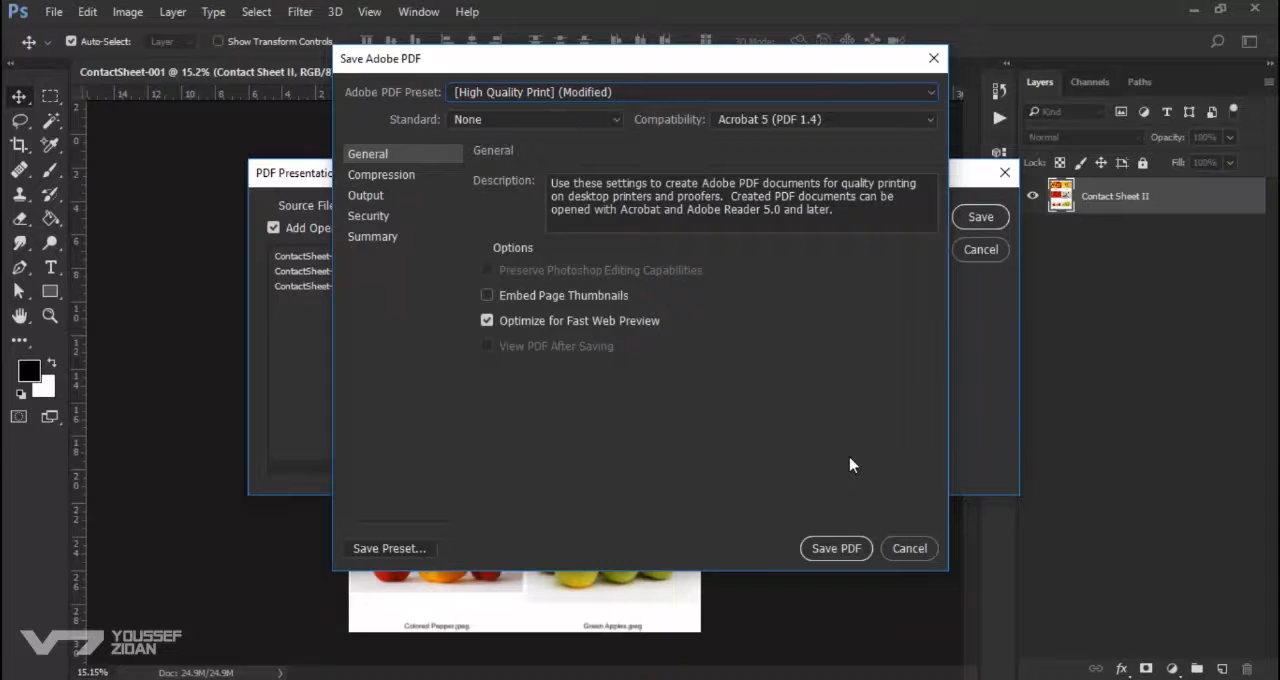 Ps File Edit Image Layer Type Select Filter 3D View Window Help
Auto-Select: Layer Show Transform Controls
ContactSheet-001 @ 15.2% (Contact Sheet II, RGB/8
Save Adobe PDF
Adobe PDF Preset: [High Quality Print] (Modified)
Standard: None Compatibility: Acrobat 5 (PDF 1.4)
General
Compression
Output
Security
Summary
General
Description: Use these settings to create Adobe PDF documents for quality printing
on desktop printers and proofers. Created PDF documents can be
opened with Acrobat and Adobe Reader 5.0 and later.
Options
Preserve Photoshop Editing Capabilities
Embed Page Thumbnails
Optimize for Fast Web Preview
View PDF After Saving
Save Preset... Save PDF Cancel
PDF Presentation
Source File
Add Ope
ContactSheet-
ContactSheet-
ContactSheet-
Save
Cancel
Layers Channels Paths
Kind
Normal Opacity: 100%
Lock: Fill: 100%
Contact Sheet II
Colored Pepper.jpeg Green Apples.jpeg
YOUSSEF
ZIDAN
15.15% Doc: 24.9M/24.9M